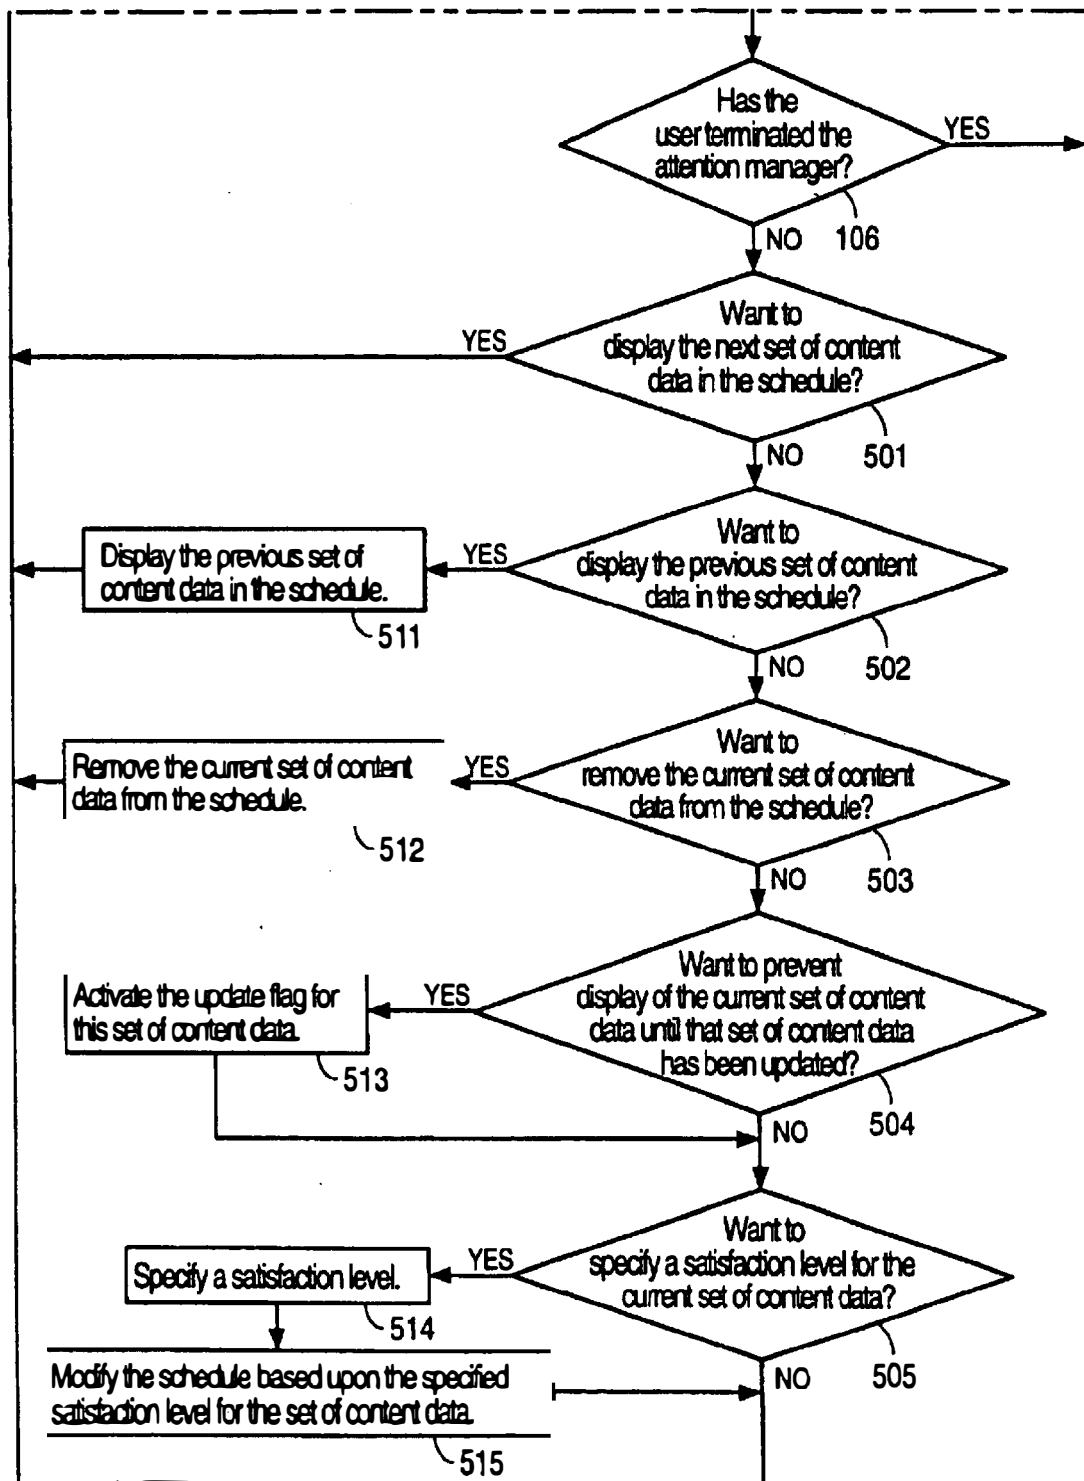 Has the
user terminated the
attention manager?
YES
NO
106
Want to
display the next set of content
data in the schedule?
YES
NO
501
Want to
display the previous set of content
data in the schedule?
YES
Display the previous set of
content data in the schedule.
511
NO
502
Want to
remove the current set of content
data from the schedule?
YES
Remove the current set of content
data from the schedule.
512
NO
503
Want to prevent
display of the current set of content
data until that set of content data
has been updated?
YES
Activate the update flag for
this set of content data.
513
NO
504
Want to
specify a satisfaction level for the
current set of content data?
YES
Specify a satisfaction level.
514
NO
505
Modify the schedule based upon the specified
satisfaction level for the set of content data.
515